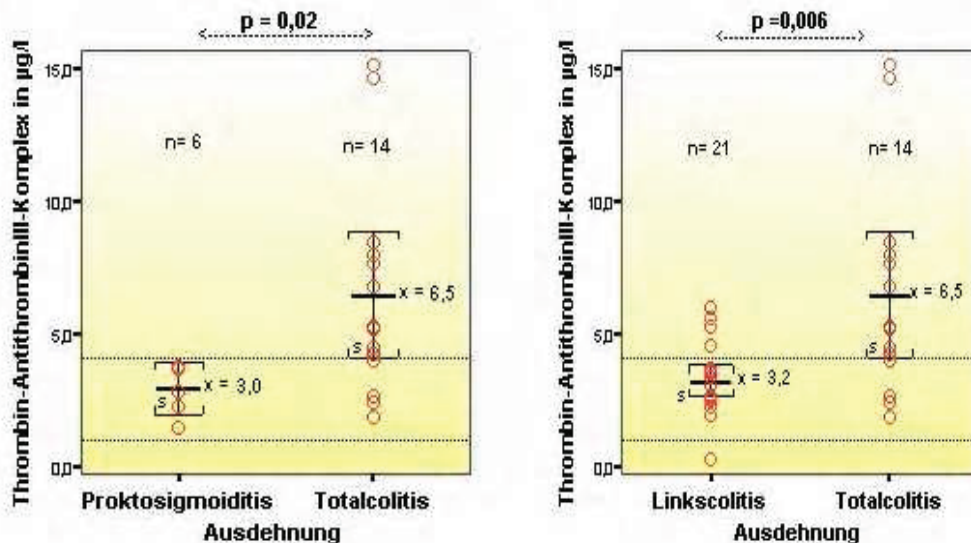 p = 0,02
Thrombin-AntithrombinIII-Komplex in µg/l
15,0
10,0
5,0
0,0
n= 6
n= 14
x = 6,5
s
x = 3,0
s
Proktosigmoiditis
Totalcolitis
Ausdehnung
p =0,006
Thrombin-AntithrombinIII-Komplex in µg/l
15,0
10,0
5,0
0,0
n= 21
n= 14
x = 6,5
s
x = 3,2
s
Linkscolitis
Totalcolitis
Ausdehnung